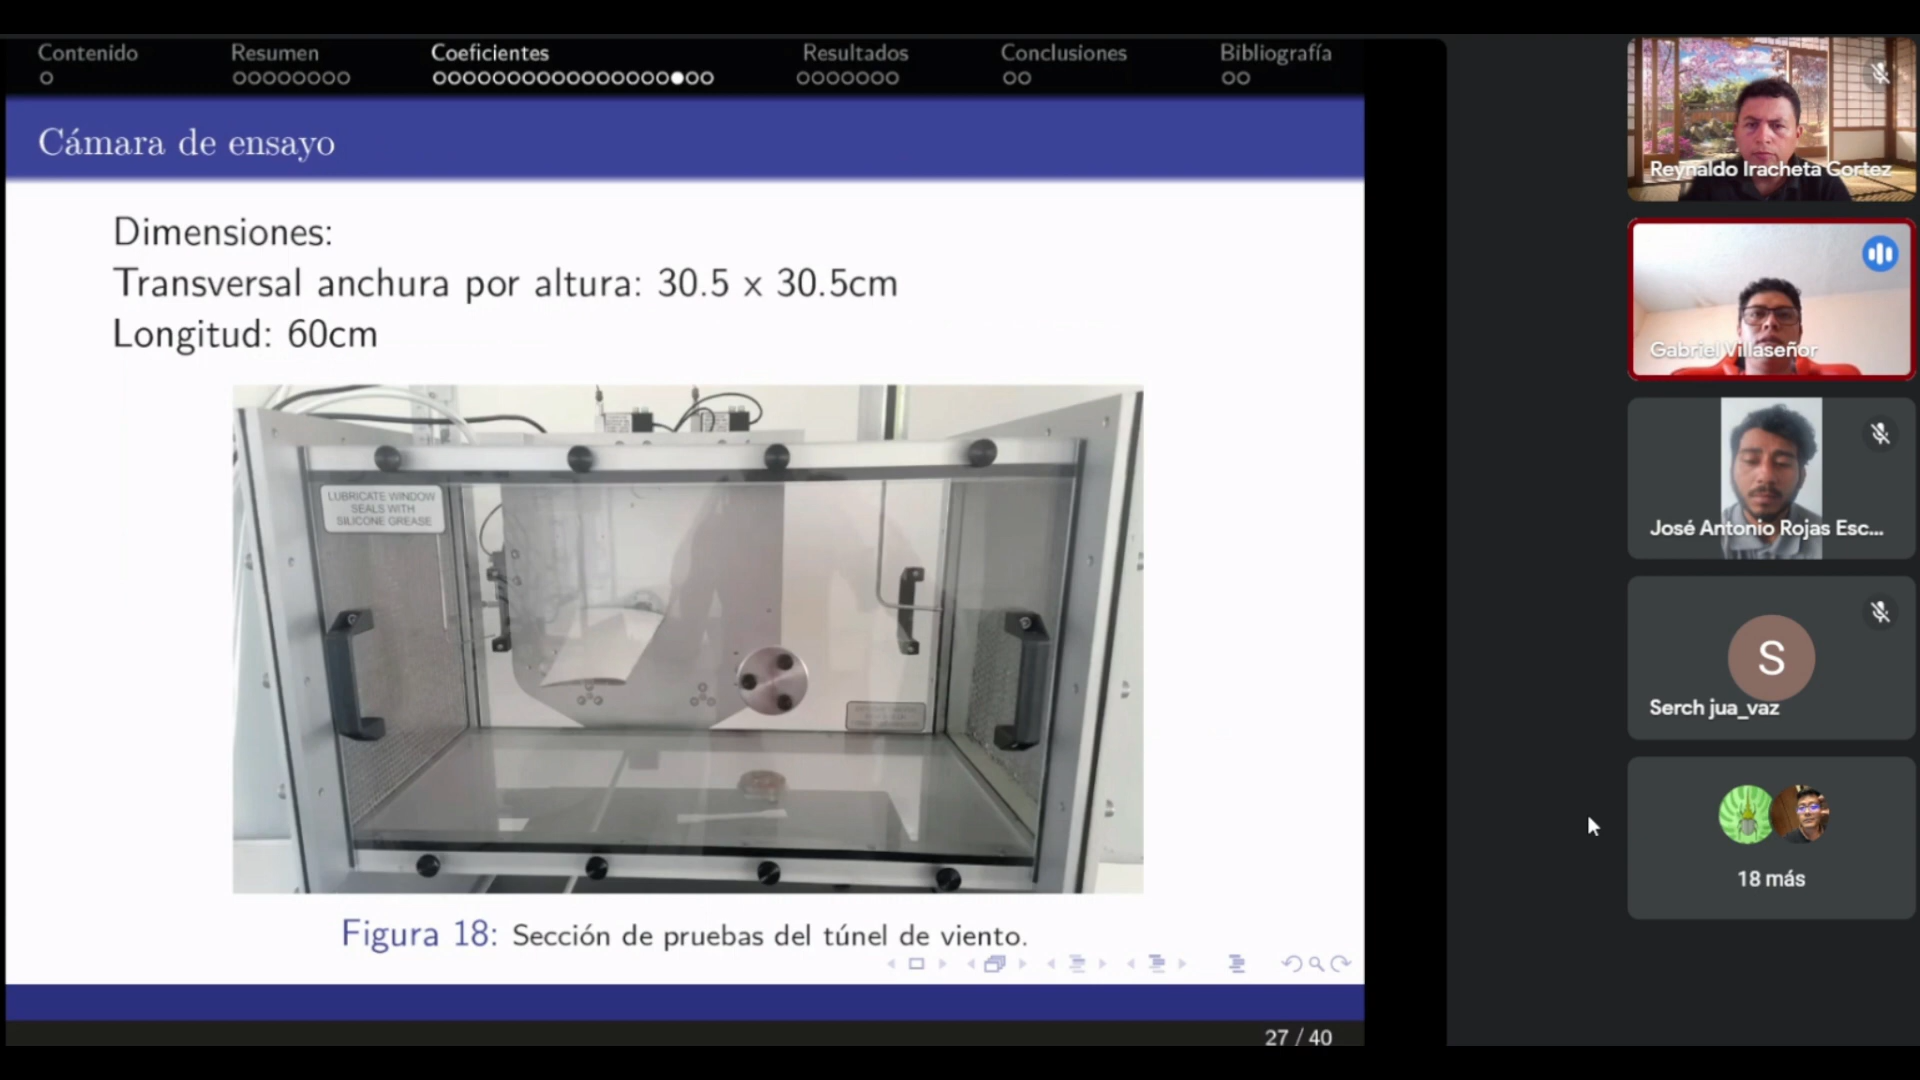 Contenido
Resumen
Coeficientes
Resultados
Conclusiones
Bibliografía
Cámara de ensayo
Dimensiones:
Transversal anchura por altura: 30.5 x 30.5cm
Longitud: 60cm
LUBRICATE WINDOW
SEALS WITH
SILICONE GREASE
Figura 18: Sección de pruebas del túnel de viento.
27 / 40
Reynaldo Iracheta Cortez
Gabriel Villaseñor
José Antonio Rojas Esc...
S
Serch jua_vaz
18 más